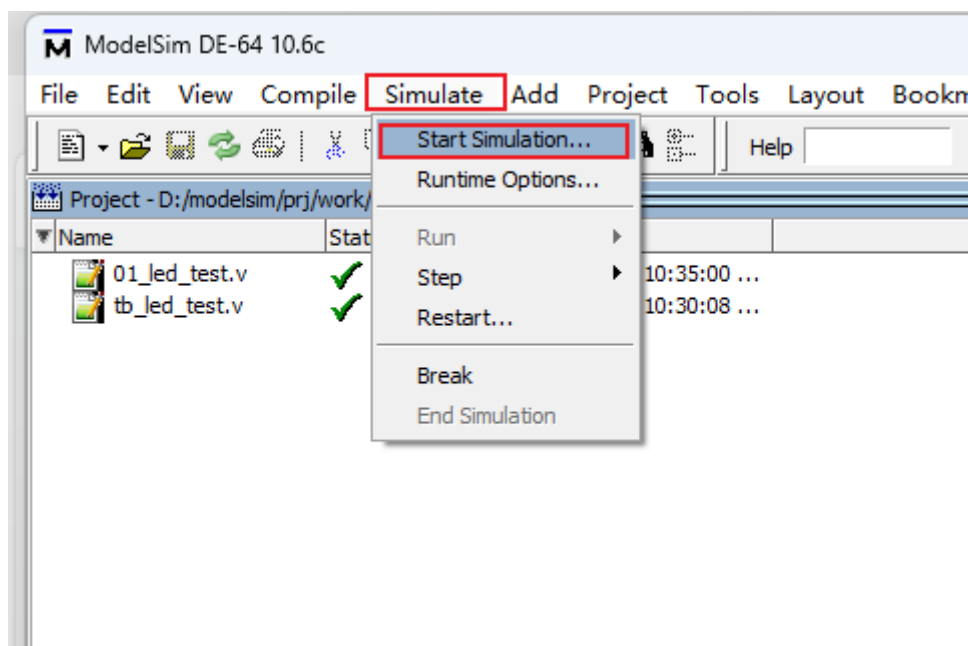 ModelSim DE-64 10.6c
File Edit View Compile Simulate Add Project Tools Layout Bookm
Help
Start Simulation...
Runtime Options...
Run
Step
Restart...
Break
End Simulation
Project - D:/modelsim/prj/work/
Name Stat
01_led_test.v 10:35:00 ...
tb_led_test.v 10:30:08 ...